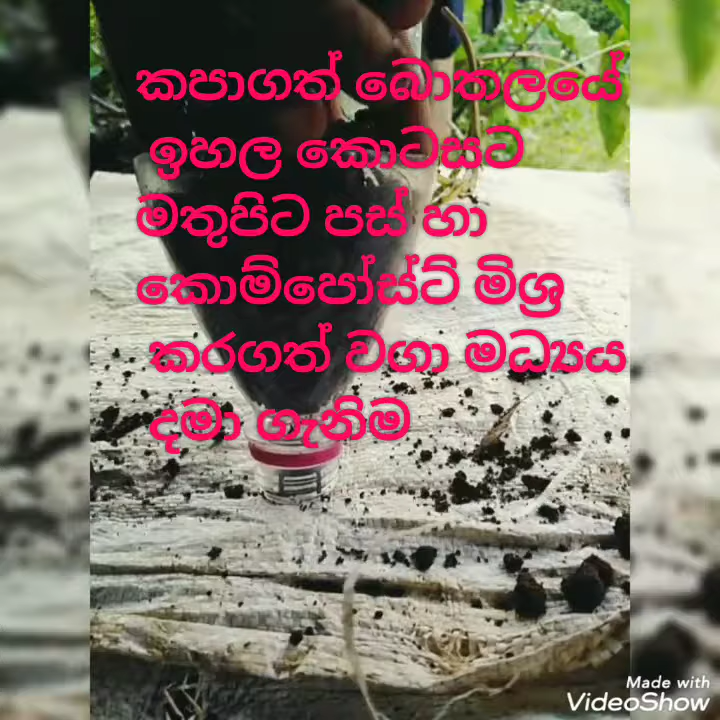 කපාගත් බොතලයේ
ඉහල කොටසට
මතුපිට පස් හා
කොම්පෝස්ට් මිශ්‍ර
කරගත් වගා මධ්‍යය
දමා ගැනිම
Made with
VideoShow